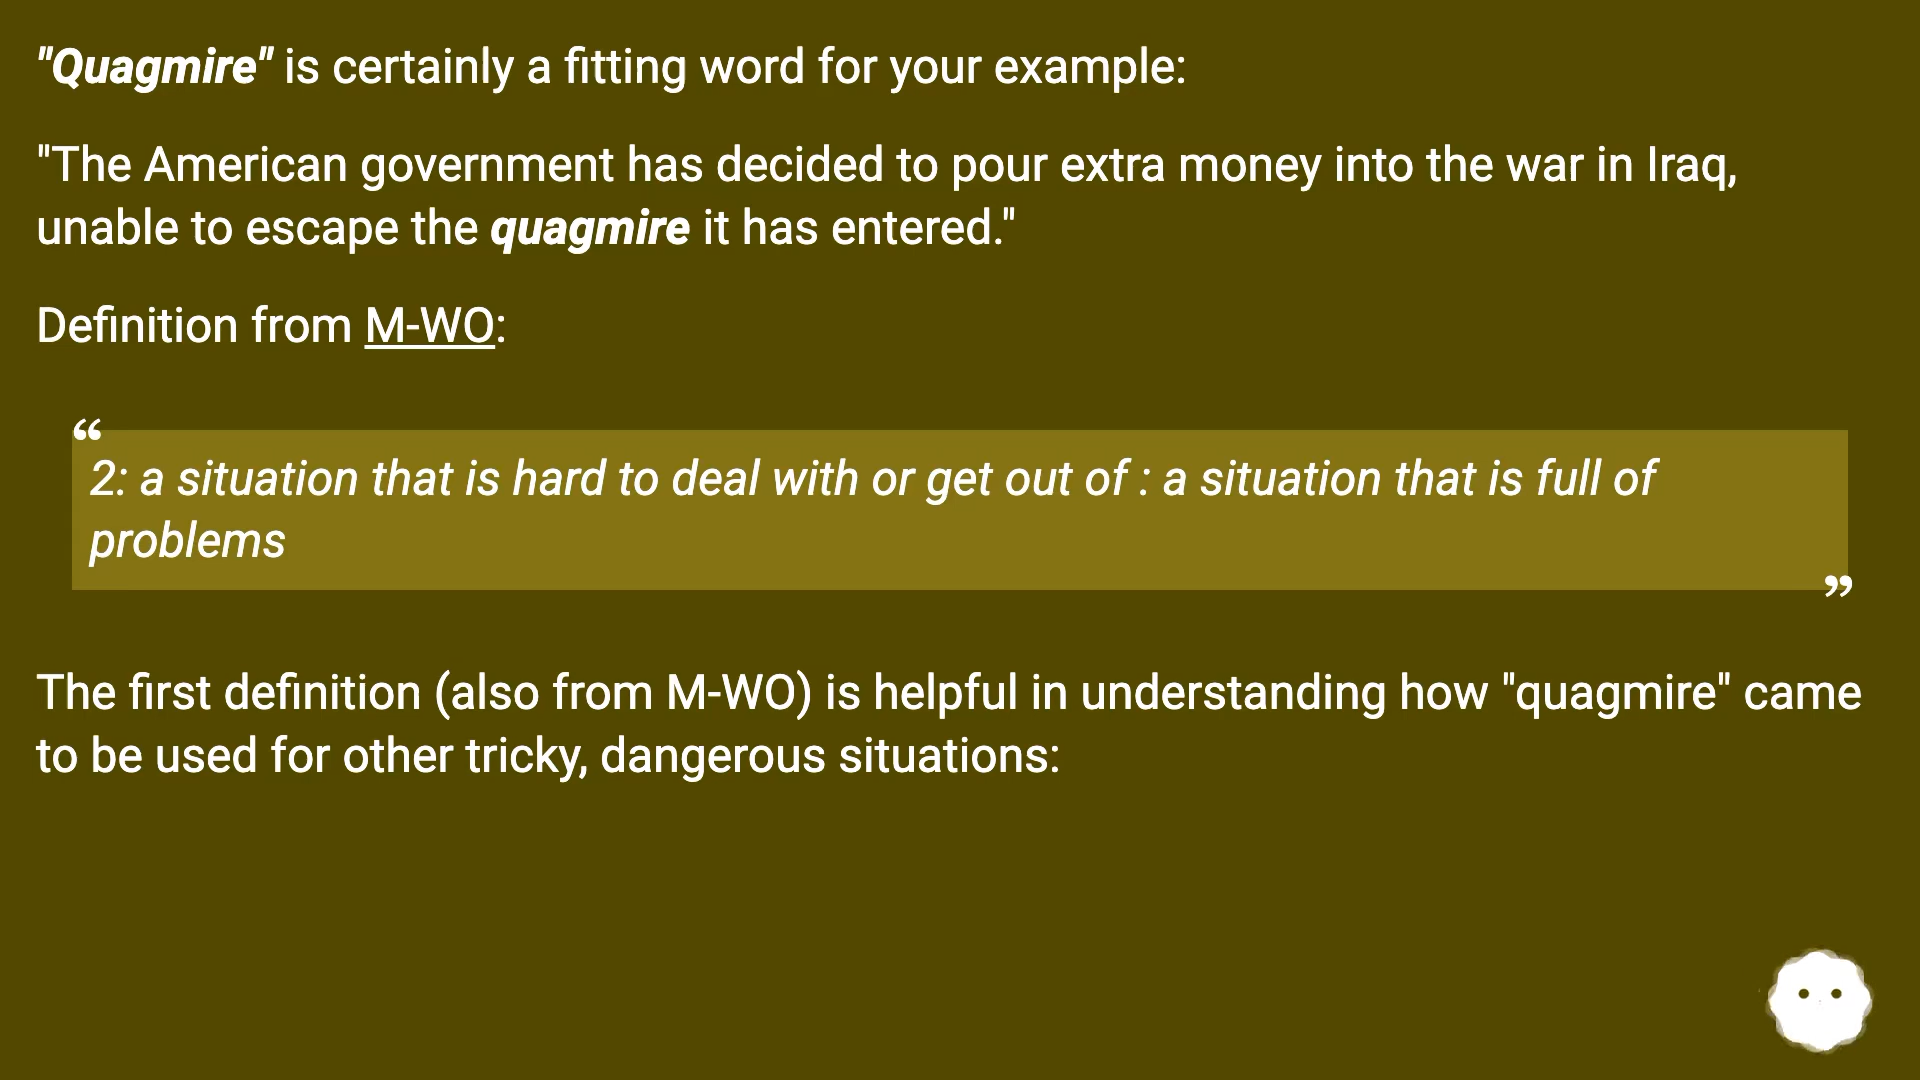 "Quagmire" is certainly a fitting word for your example:
"The American government has decided to pour extra money into the war in Iraq,
unable to escape the quagmire it has entered."
Definition from M-WO:
“
2: a situation that is hard to deal with or get out of : a situation that is full of
problems
”
The first definition (also from M-WO) is helpful in understanding how "quagmire" came
to be used for other tricky, dangerous situations: